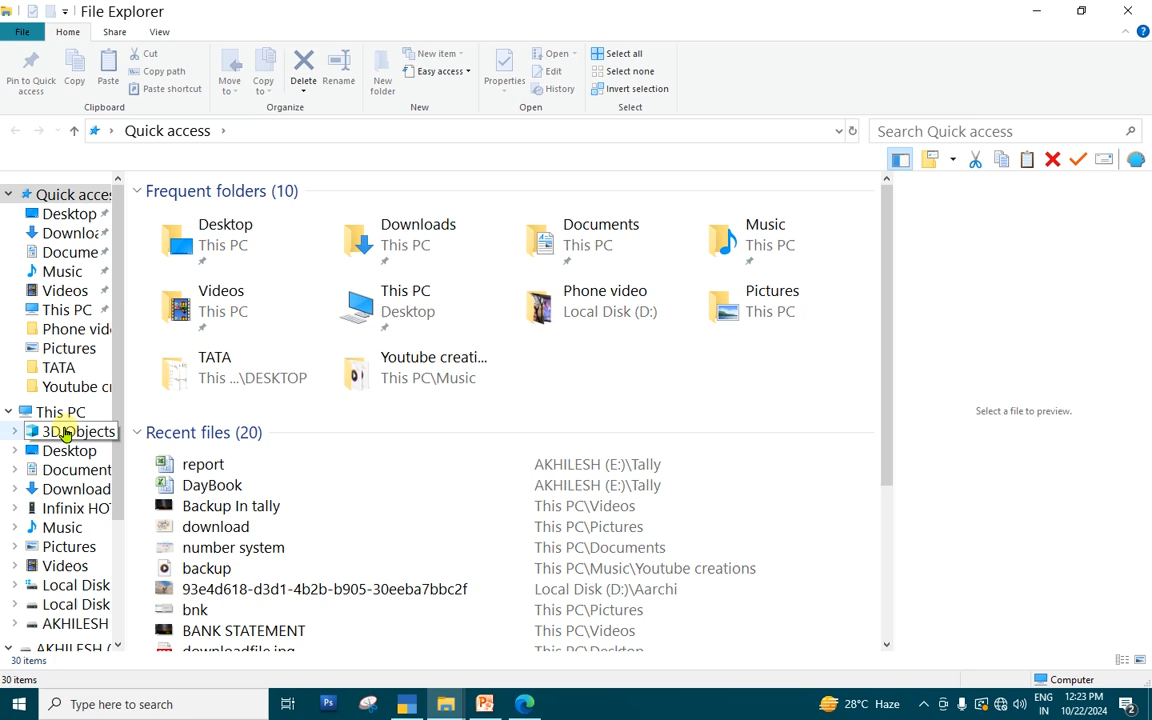 File Explorer
File Home Share View
Pin to Quick access
Copy
Paste
Cut
Copy path
Paste shortcut
Clipboard
Move to
Copy to
Delete
Rename
Organize
New folder
New item
Easy access
New
Properties
Open
Edit
History
Open
Select all
Select none
Invert selection
Select
Quick access
Search Quick access
Quick acces
Desktop
Downloa
Docume
Music
Videos
This PC
Phone vid
Pictures
TATA
Youtube cr
This PC
3D Objects
Desktop
Document
Download
Infinix HO
Music
Pictures
Videos
Local Disk
Local Disk
AKHILESH
AKHILESH (
Frequent folders (10)
Desktop
This PC
Downloads
This PC
Documents
This PC
Music
This PC
Videos
This PC
This PC
Desktop
Phone video
Local Disk (D:)
Pictures
This PC
TATA
This ...\DESKTOP
Youtube creati...
This PC\Music
Recent files (20)
report AKHILESH (E:)\Tally
DayBook AKHILESH (E:)\Tally
Backup In tally This PC\Videos
download This PC\Pictures
number system This PC\Documents
backup This PC\Music\Youtube creations
93e4d618-d3d1-4b2b-b905-30eeba7bbc2f Local Disk (D:)\Aarchi
bnk This PC\Pictures
BANK STATEMENT This PC\Videos
Select a file to preview.
30 items
30 items
Computer
Type here to search
Ps
28°C Haze
ENG
IN
12:23 PM
10/22/2024
2